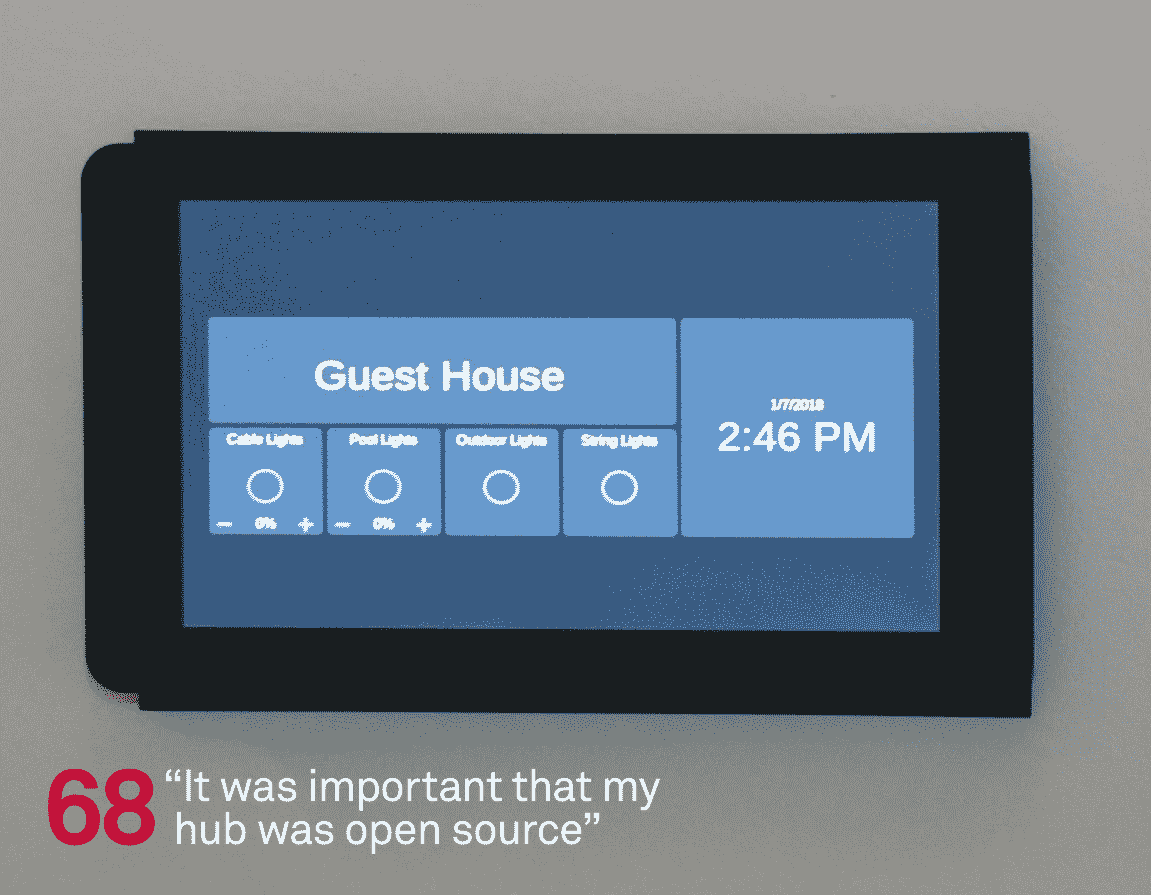 Guest House
1/7/2018
2:46 PM
Cable Lights
Pool Lights
Outdoor Lights
String Lights
− 0% +
− 0% +
68 “It was important that my
hub was open source”